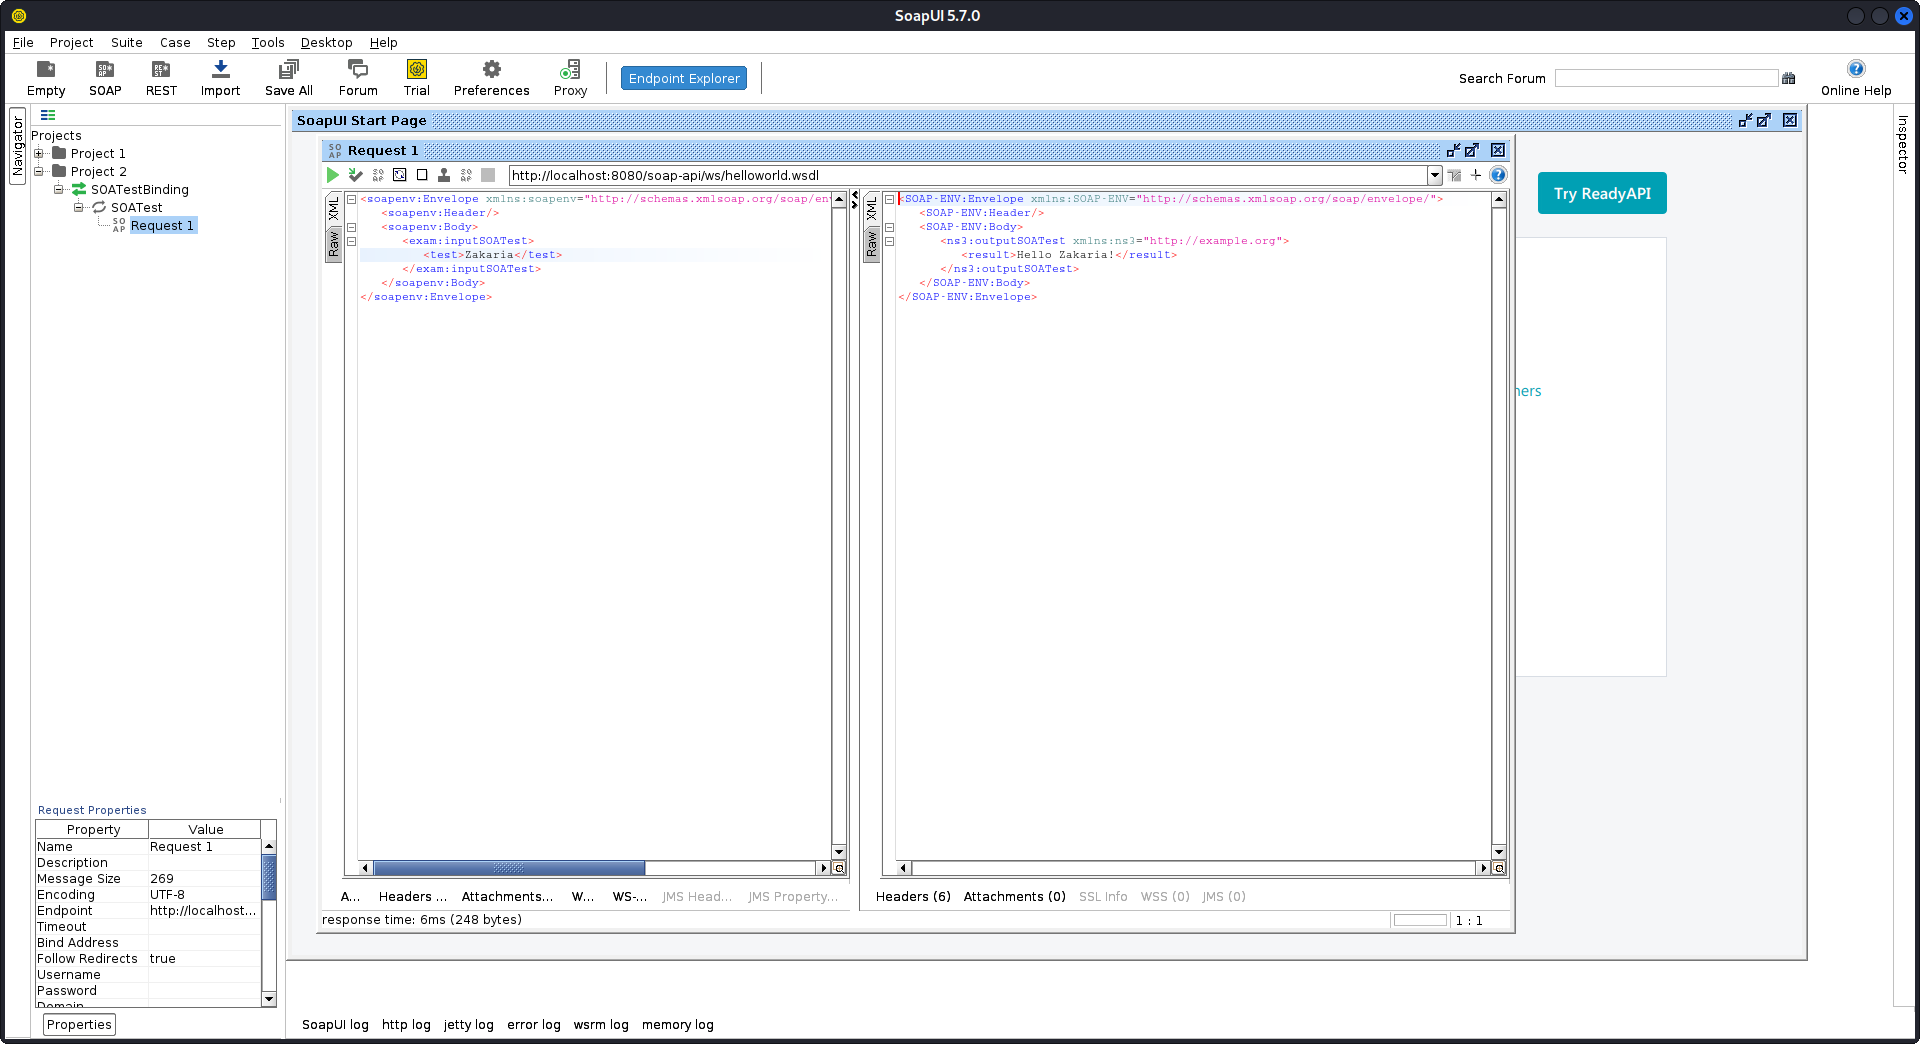 SoapUI 5.7.0
File Project Suite Case Step Tools Desktop Help
Empty SOAP REST Import Save All Forum Trial Preferences Proxy Endpoint Explorer Search Forum Online Help
Navigator
Projects
Project 1
Project 2
SOATestBinding
SOATest
Request 1
SoapUI Start Page
Request 1
http://localhost:8080/soap-api/ws/helloworld.wsdl
XML
Raw
<soapenv:Envelope xmlns:soapenv="http://schemas.xmlsoap.org/soap/env
<soapenv:Header/>
<soapenv:Body>
<exam:inputSOATest>
<test>Zakaria</test>
</exam:inputSOATest>
</soapenv:Body>
</soapenv:Envelope>
XML
Raw
<SOAP-ENV:Envelope xmlns:SOAP-ENV="http://schemas.xmlsoap.org/soap/envelope/">
<SOAP-ENV:Header/>
<SOAP-ENV:Body>
<ns3:outputSOATest xmlns:ns3="http://example.org">
<result>Hello Zakaria!</result>
</ns3:outputSOATest>
</SOAP-ENV:Body>
</SOAP-ENV:Envelope>
A... Headers ... Attachments... W... WS-... JMS Head... JMS Property...
Headers (6) Attachments (0) SSL Info WSS (0) JMS (0)
response time: 6ms (248 bytes)
1 : 1
Try ReadyAPI
ners
Inspector
Request Properties
Property Value
Name Request 1
Description
Message Size 269
Encoding UTF-8
Endpoint http://localhost...
Timeout
Bind Address
Follow Redirects true
Username
Password
Domain
Properties
SoapUI log http log jetty log error log wsrm log memory log